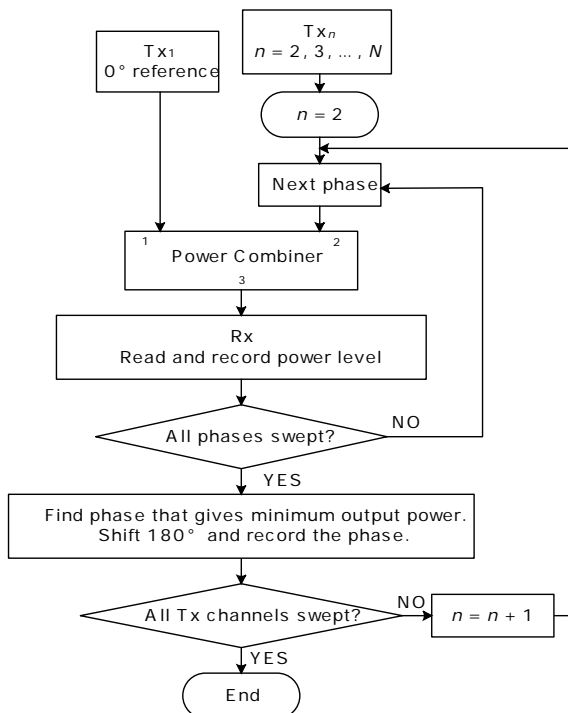 Tx₁
0° reference
Txₙ
n = 2, 3, ..., N
n = 2
Next phase
1
2
Power Combiner
3
Rx
Read and record power level
All phases swept?
NO
YES
Find phase that gives minimum output power.
Shift 180° and record the phase.
All Tx channels swept?
NO
n = n + 1
YES
End